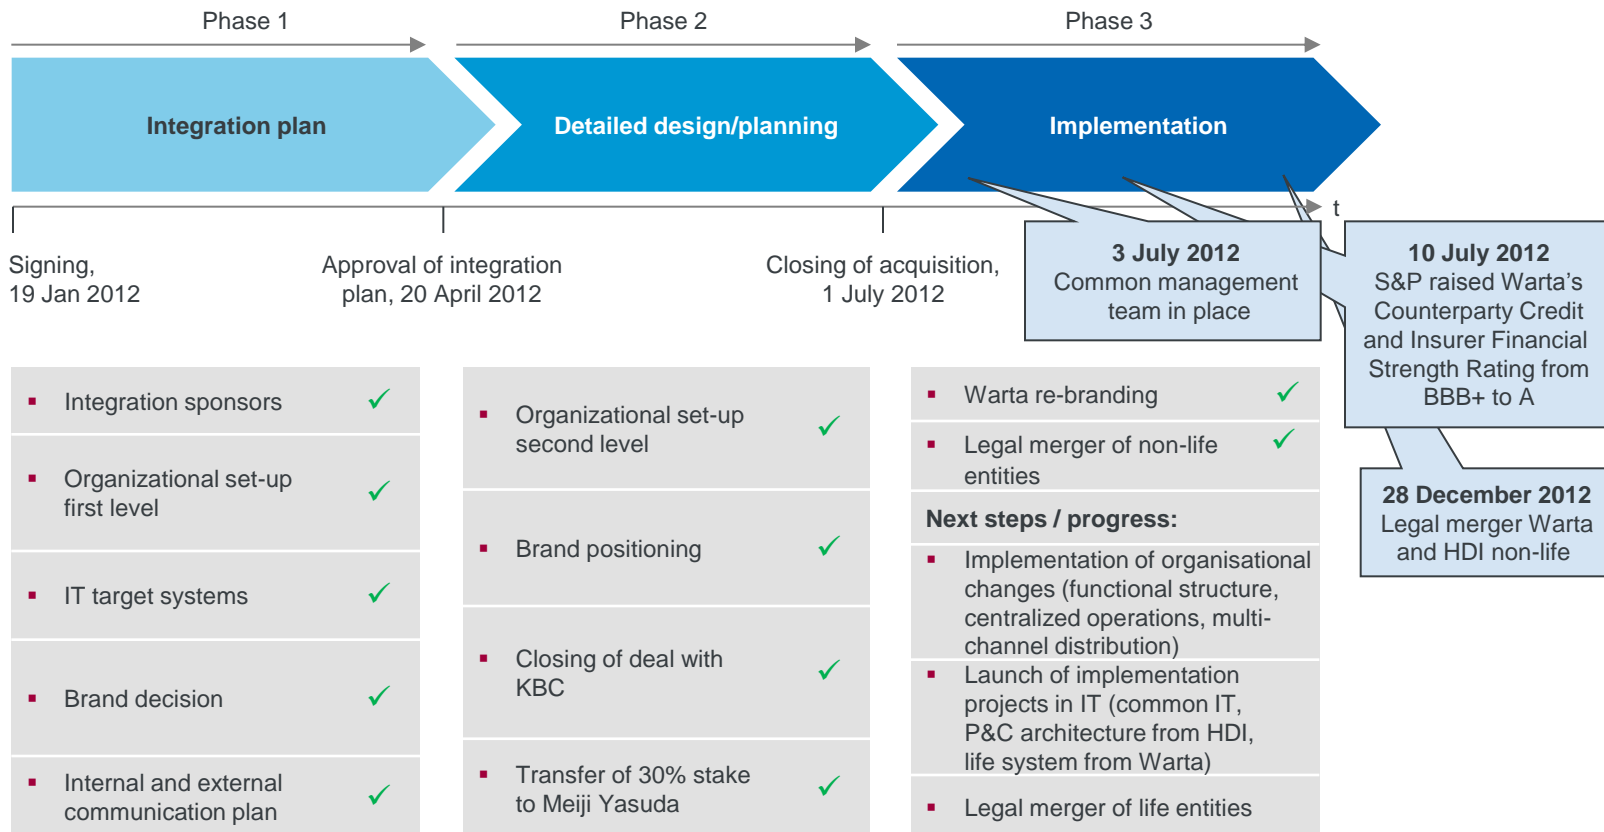 Phase 1
Phase 2
Phase 3
Integration plan
Detailed design/planning
Implementation
t
Signing,
19 Jan 2012
Approval of integration
plan, 20 April 2012
Closing of acquisition,
1 July 2012
3 July 2012
Common management
team in place
10 July 2012
S&P raised Warta’s
Counterparty Credit
and Insurer Financial
Strength Rating from
BBB+ to A
28 December 2012
Legal merger Warta
and HDI non-life
Integration sponsors
Organizational set-up
first level
IT target systems
Brand decision
Internal and external
communication plan
Organizational set-up
second level
Brand positioning
Closing of deal with
KBC
Transfer of 30% stake
to Meiji Yasuda
Warta re-branding
Legal merger of non-life
entities
Next steps / progress:
Implementation of organisational
changes (functional structure,
centralized operations, multi-
channel distribution)
Launch of implementation
projects in IT (common IT,
P&C architecture from HDI,
life system from Warta)
Legal merger of life entities